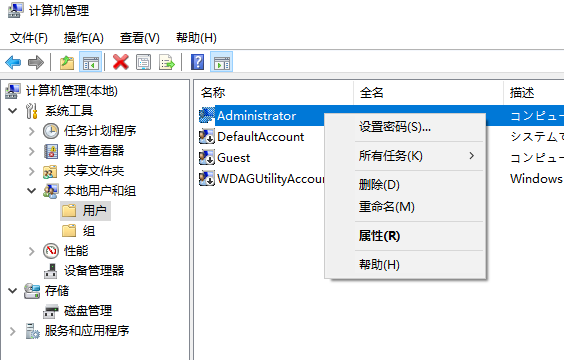 计算机管理
文件(F) 操作(A) 查看(V) 帮助(H)
计算机管理(本地)
系统工具
任务计划程序
事件查看器
共享文件夹
本地用户和组
用户
组
性能
设备管理器
存储
磁盘管理
服务和应用程序
名称 全名 描述
Administrator コンピュー
DefaultAccount システムで
Guest コンピュー
WDAGUtilityAccou Windows
设置密码(S)...
所有任务(K)
删除(D)
重命名(M)
属性(R)
帮助(H)